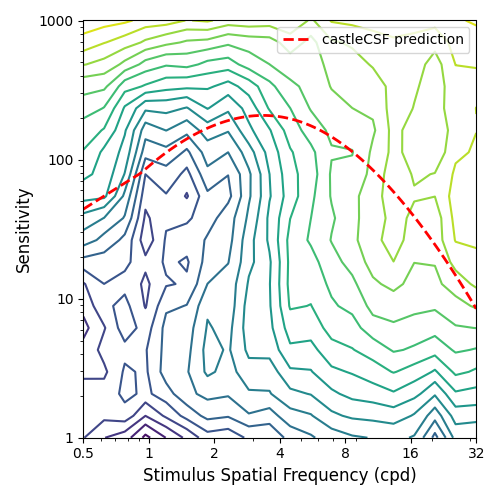 1000
castleCSF prediction
100
10
1
Sensitivity
0.5 1 2 4 8 16 32
Stimulus Spatial Frequency (cpd)